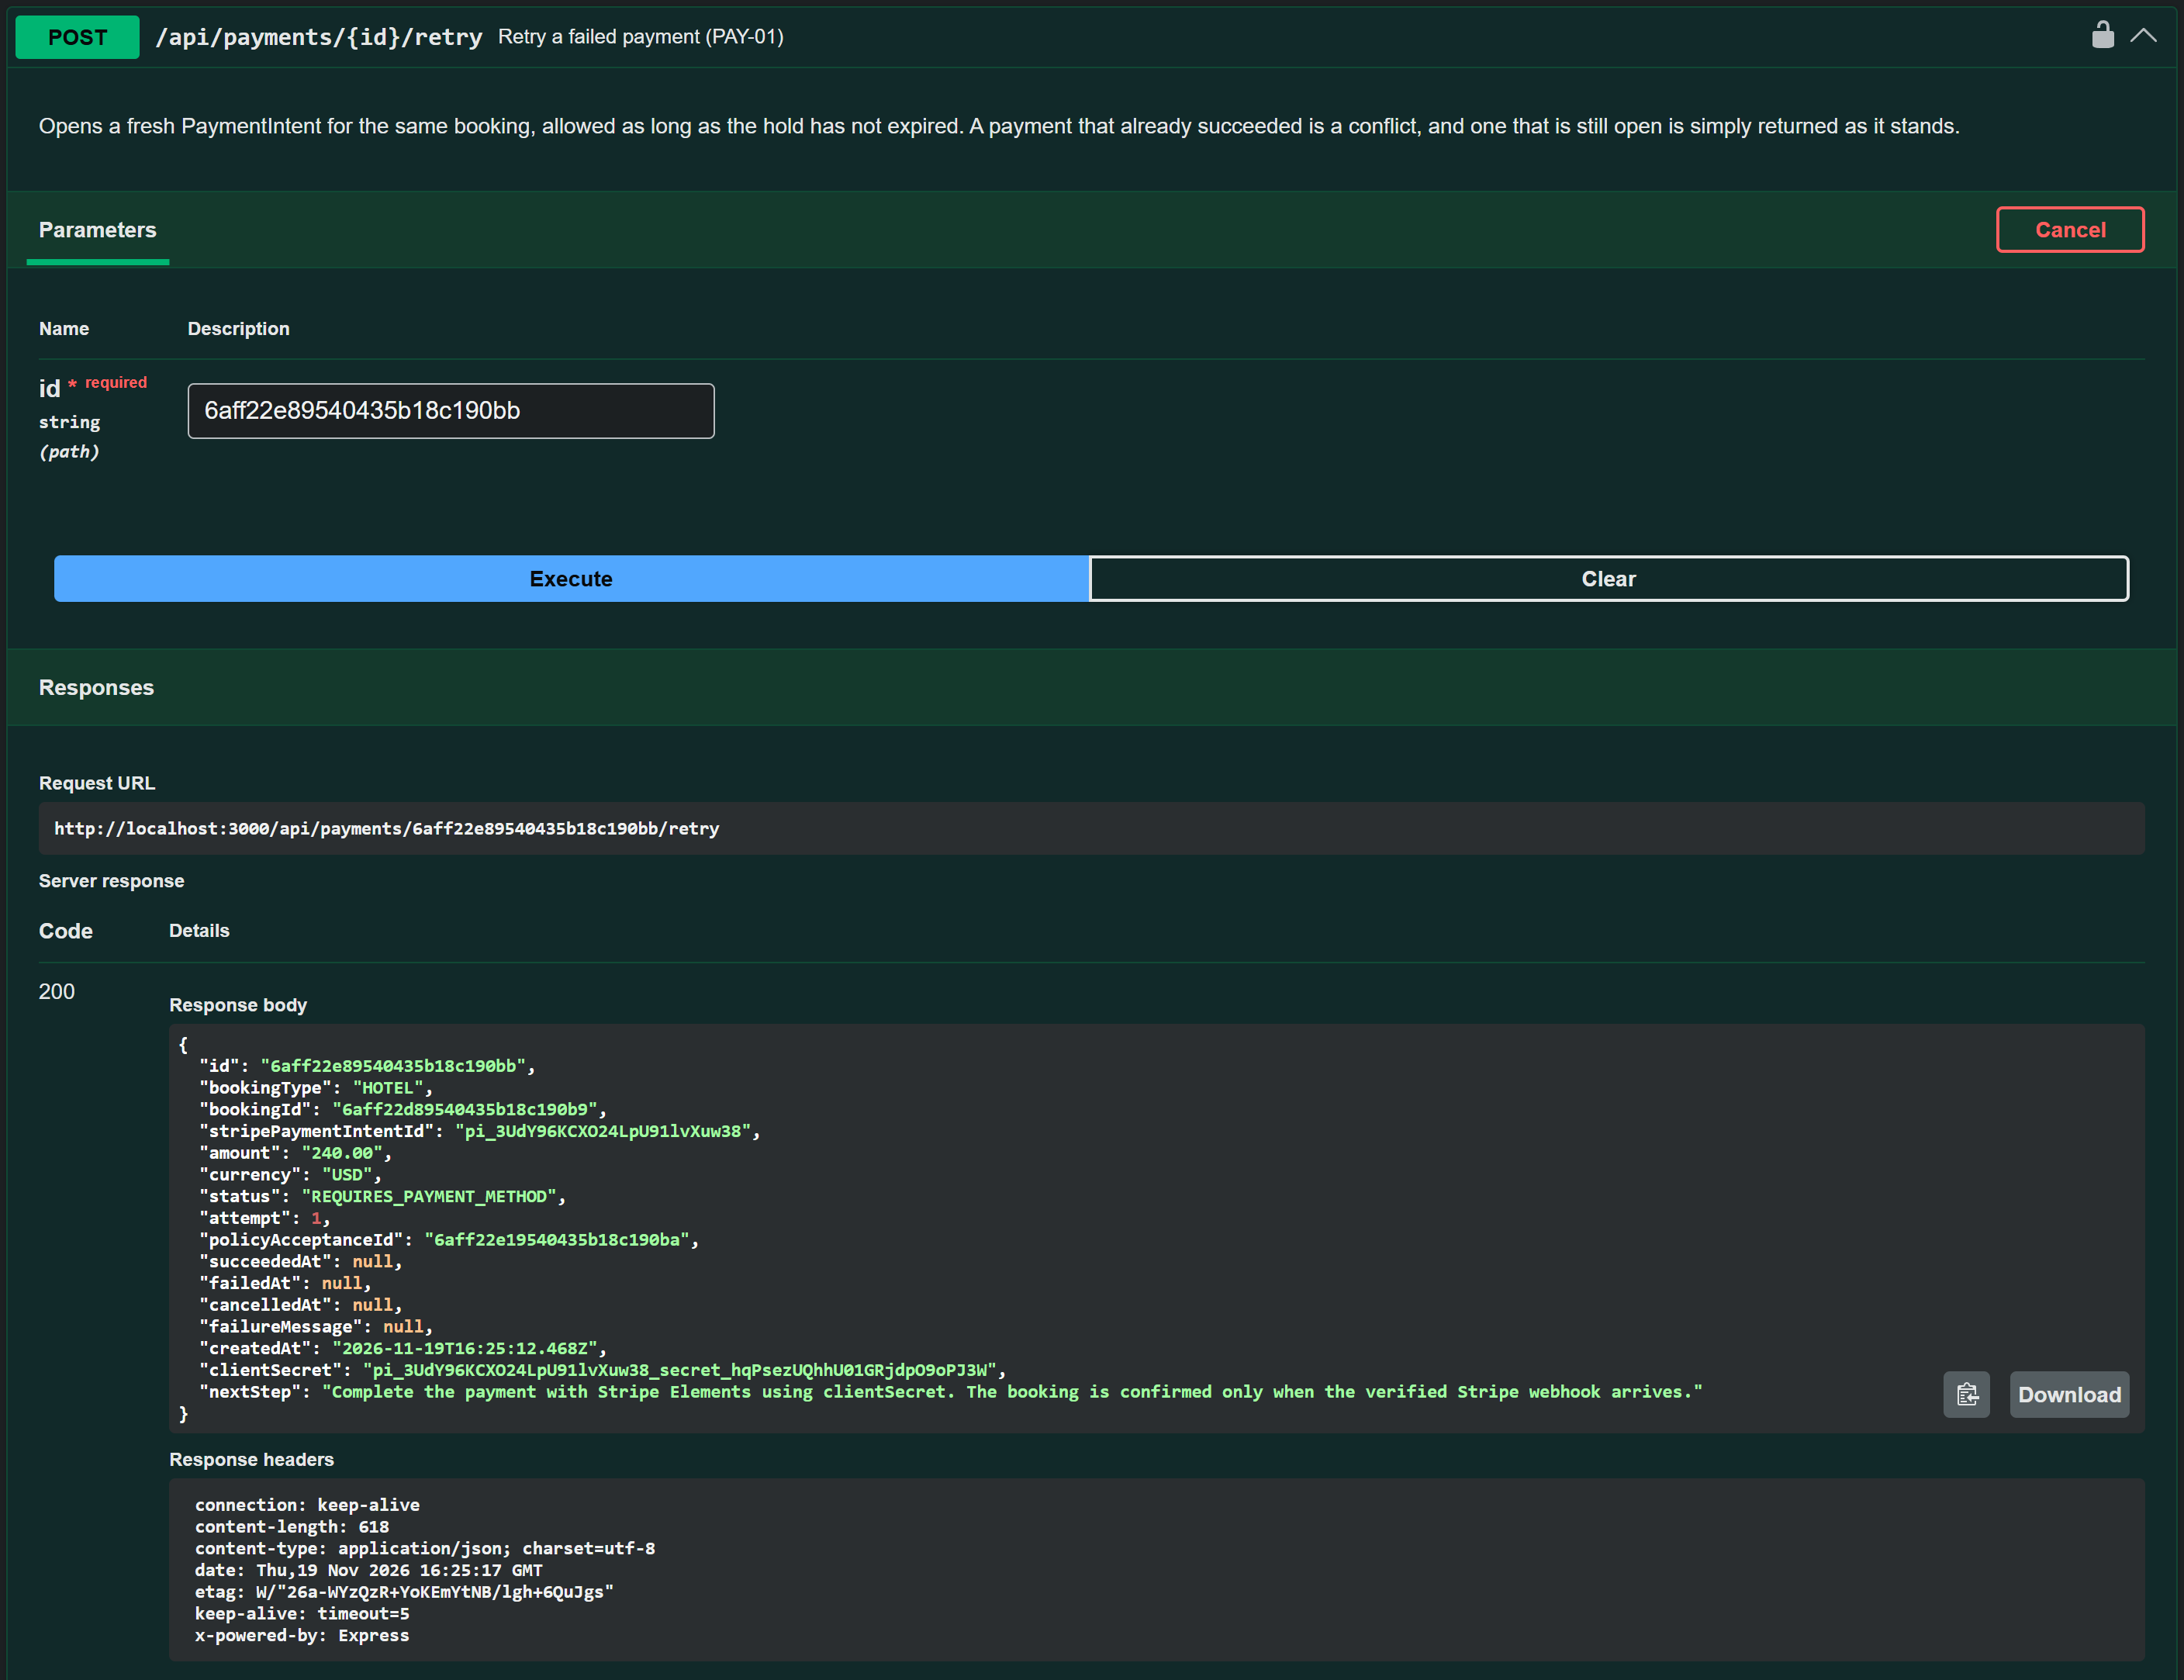 POST /api/payments/{id}/retry Retry a failed payment (PAY-01)
Opens a fresh PaymentIntent for the same booking, allowed as long as the hold has not expired. A payment that already succeeded is a conflict, and one that is still open is simply returned as it stands.
Parameters
Cancel
Name Description
id * required
string
(path)
6aff22e89540435b18c190bb
Execute Clear
Responses
Request URL
http://localhost:3000/api/payments/6aff22e89540435b18c190bb/retry
Server response
Code Details
200
Response body
{
  "id": "6aff22e89540435b18c190bb",
  "bookingType": "HOTEL",
  "bookingId": "6aff22d89540435b18c190b9",
  "stripePaymentIntentId": "pi_3UdY96KCXO24LpU91lvXuw38",
  "amount": "240.00",
  "currency": "USD",
  "status": "REQUIRES_PAYMENT_METHOD",
  "attempt": 1,
  "policyAcceptanceId": "6aff22e19540435b18c190ba",
  "succeededAt": null,
  "failedAt": null,
  "cancelledAt": null,
  "failureMessage": null,
  "createdAt": "2026-11-19T16:25:12.468Z",
  "clientSecret": "pi_3UdY96KCXO24LpU91lvXuw38_secret_hqPsezUQhhU01GRjdpO9oPJ3W",
  "nextStep": "Complete the payment with Stripe Elements using clientSecret. The booking is confirmed only when the verified Stripe webhook arrives."
}
Download
Response headers
connection: keep-alive
content-length: 618
content-type: application/json; charset=utf-8
date: Thu,19 Nov 2026 16:25:17 GMT
etag: W/"26a-WYzQzR+YoKEmYtNB/lgh+6QuJgs"
keep-alive: timeout=5
x-powered-by: Express